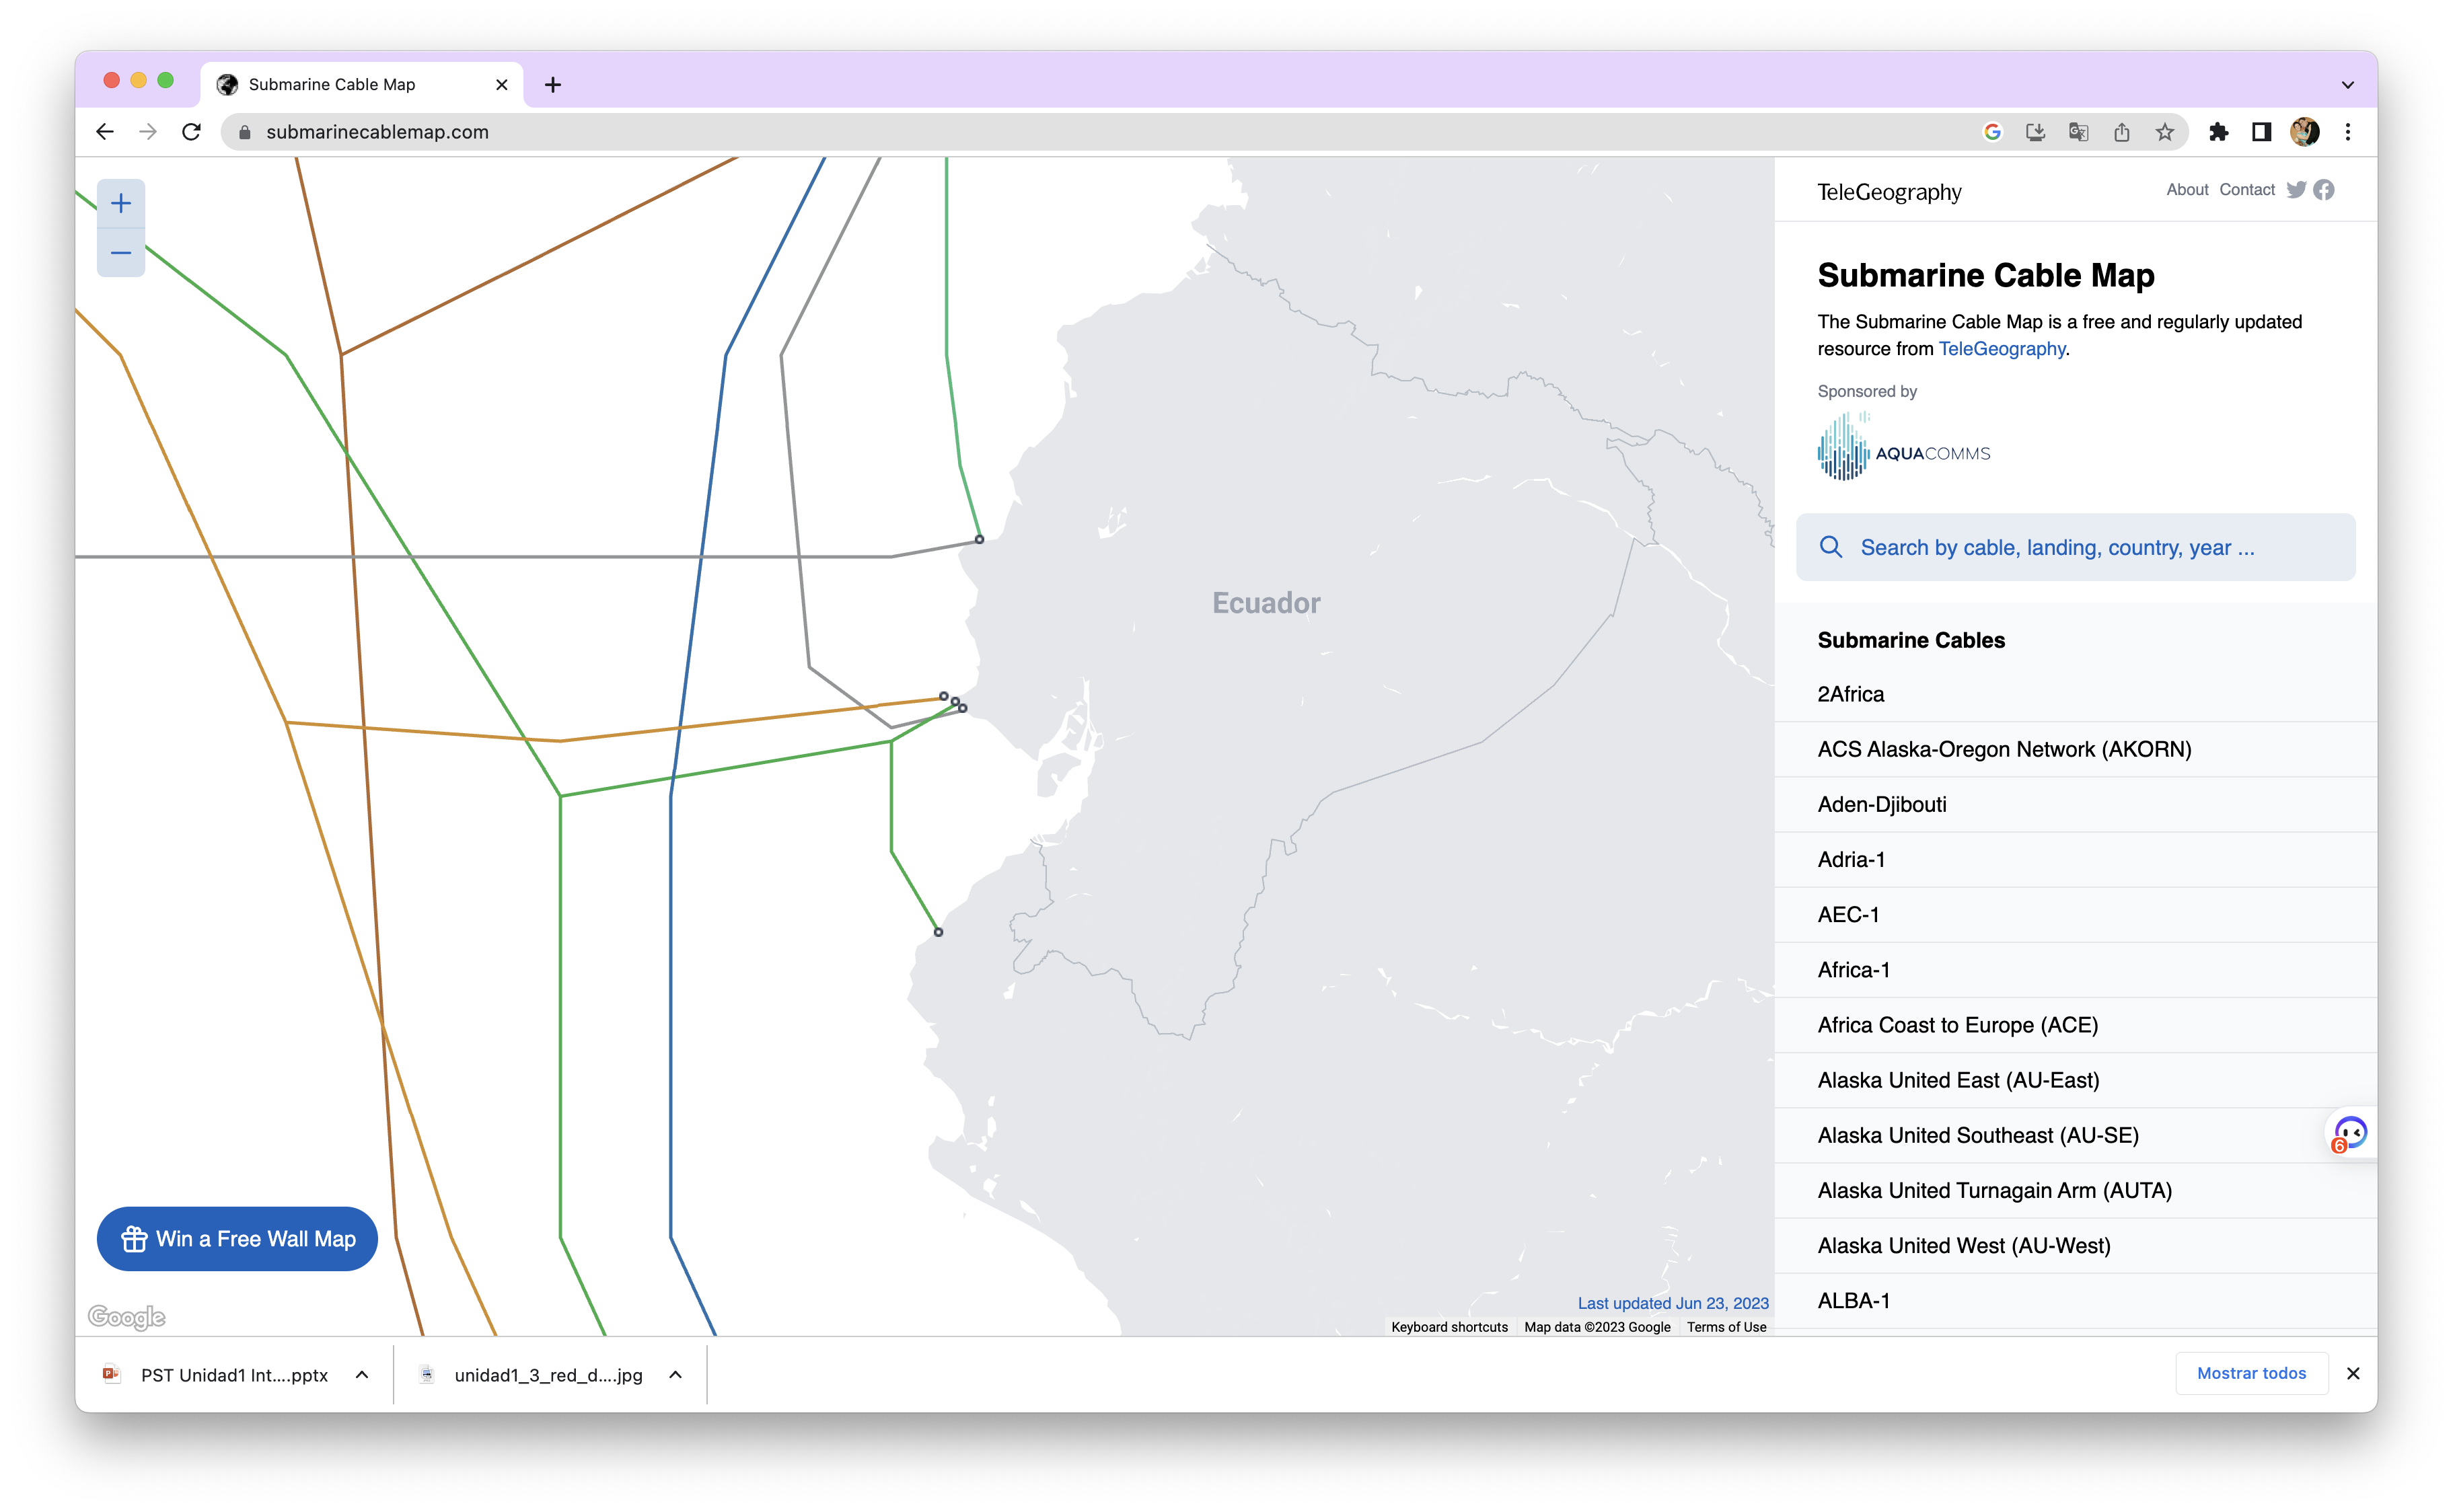 Submarine Cable Map
submarinecablemap.com
TeleGeography
About Contact
Submarine Cable Map
The Submarine Cable Map is a free and regularly updated
resource from TeleGeography.
Sponsored by
AQUACOMMS
Search by cable, landing, country, year ...
Submarine Cables
2Africa
ACS Alaska-Oregon Network (AKORN)
Aden-Djibouti
Adria-1
AEC-1
Africa-1
Africa Coast to Europe (ACE)
Alaska United East (AU-East)
Alaska United Southeast (AU-SE)
Alaska United Turnagain Arm (AUTA)
Alaska United West (AU-West)
ALBA-1
6
Ecuador
Win a Free Wall Map
Google
Last updated Jun 23, 2023
Keyboard shortcuts Map data ©2023 Google Terms of Use
PST Unidad1 Int....pptx
unidad1_3_red_d....jpg
Mostrar todos